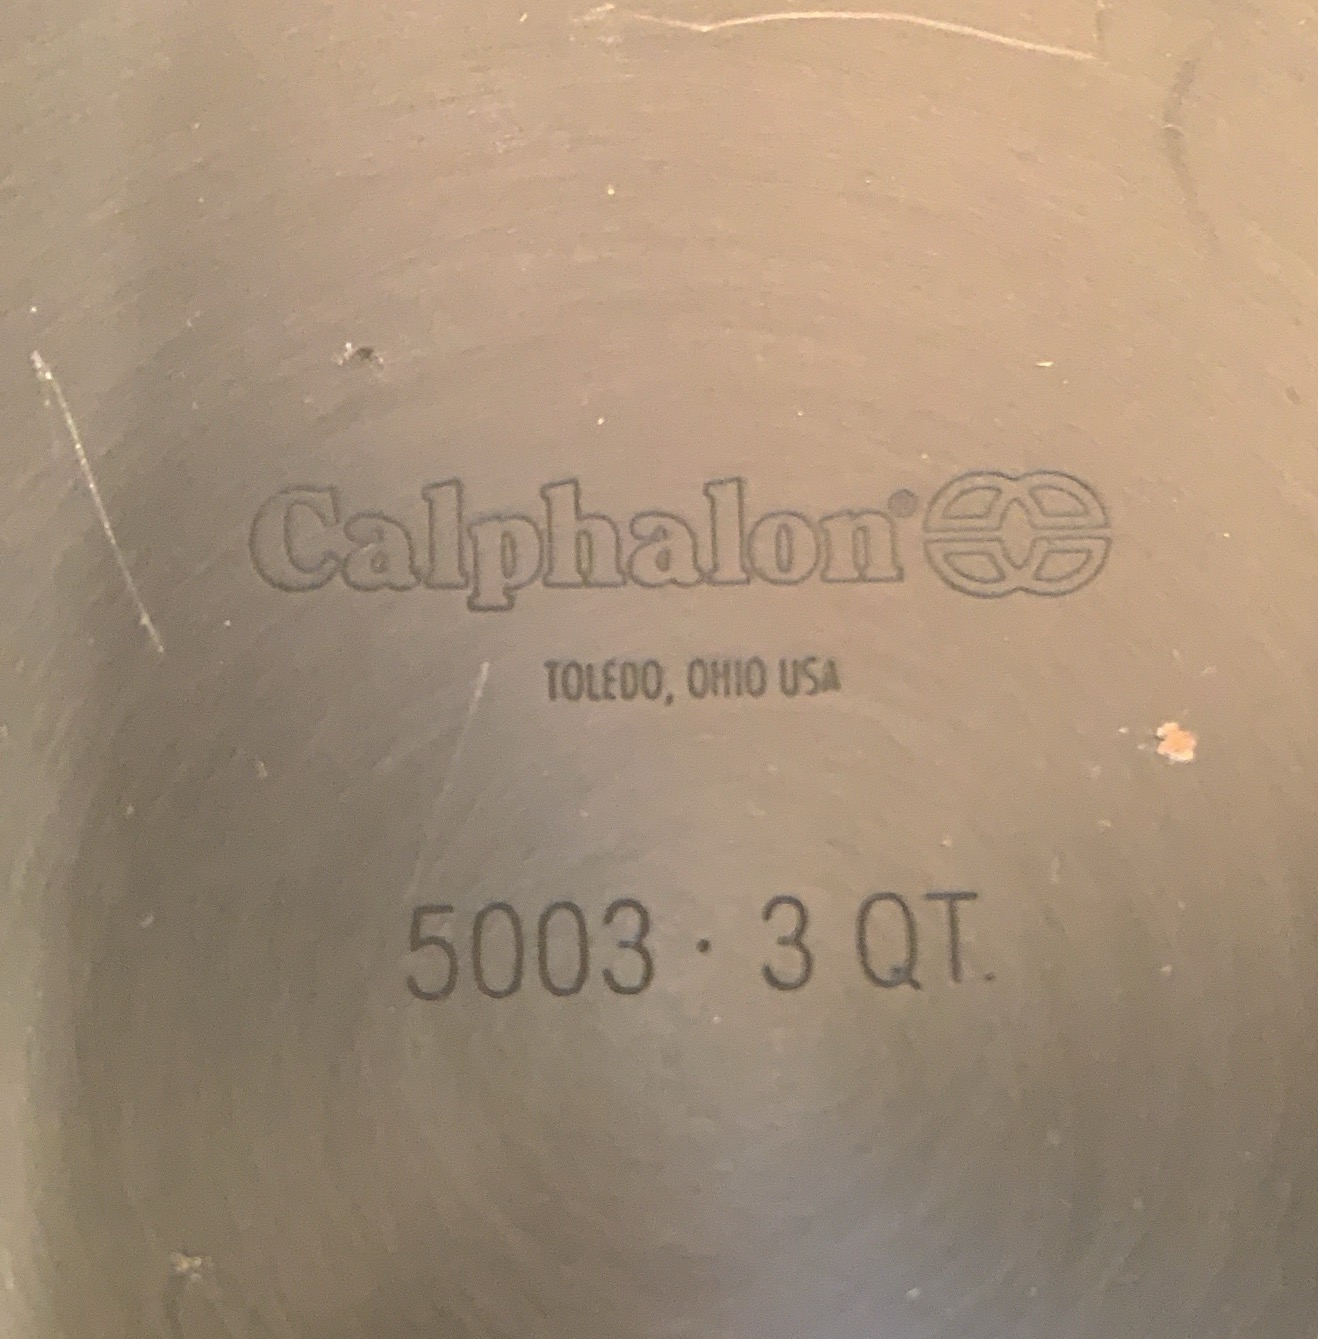 Calphalon®
TOLEDO, OHIO USA
5003 · 3 QT.